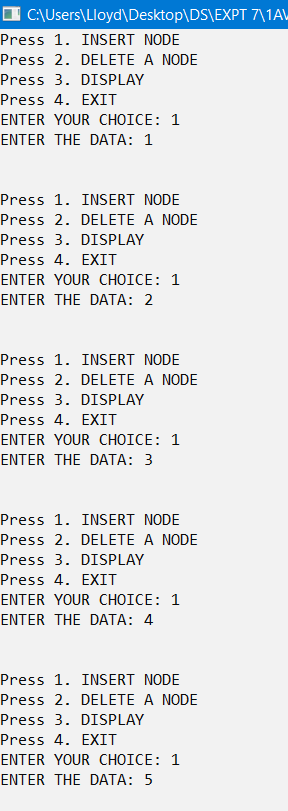 C:\Users\Lloyd\Desktop\DS\EXPT 7\1AV
Press 1. INSERT NODE
Press 2. DELETE A NODE
Press 3. DISPLAY
Press 4. EXIT
ENTER YOUR CHOICE: 1
ENTER THE DATA: 1
Press 1. INSERT NODE
Press 2. DELETE A NODE
Press 3. DISPLAY
Press 4. EXIT
ENTER YOUR CHOICE: 1
ENTER THE DATA: 2
Press 1. INSERT NODE
Press 2. DELETE A NODE
Press 3. DISPLAY
Press 4. EXIT
ENTER YOUR CHOICE: 1
ENTER THE DATA: 3
Press 1. INSERT NODE
Press 2. DELETE A NODE
Press 3. DISPLAY
Press 4. EXIT
ENTER YOUR CHOICE: 1
ENTER THE DATA: 4
Press 1. INSERT NODE
Press 2. DELETE A NODE
Press 3. DISPLAY
Press 4. EXIT
ENTER YOUR CHOICE: 1
ENTER THE DATA: 5